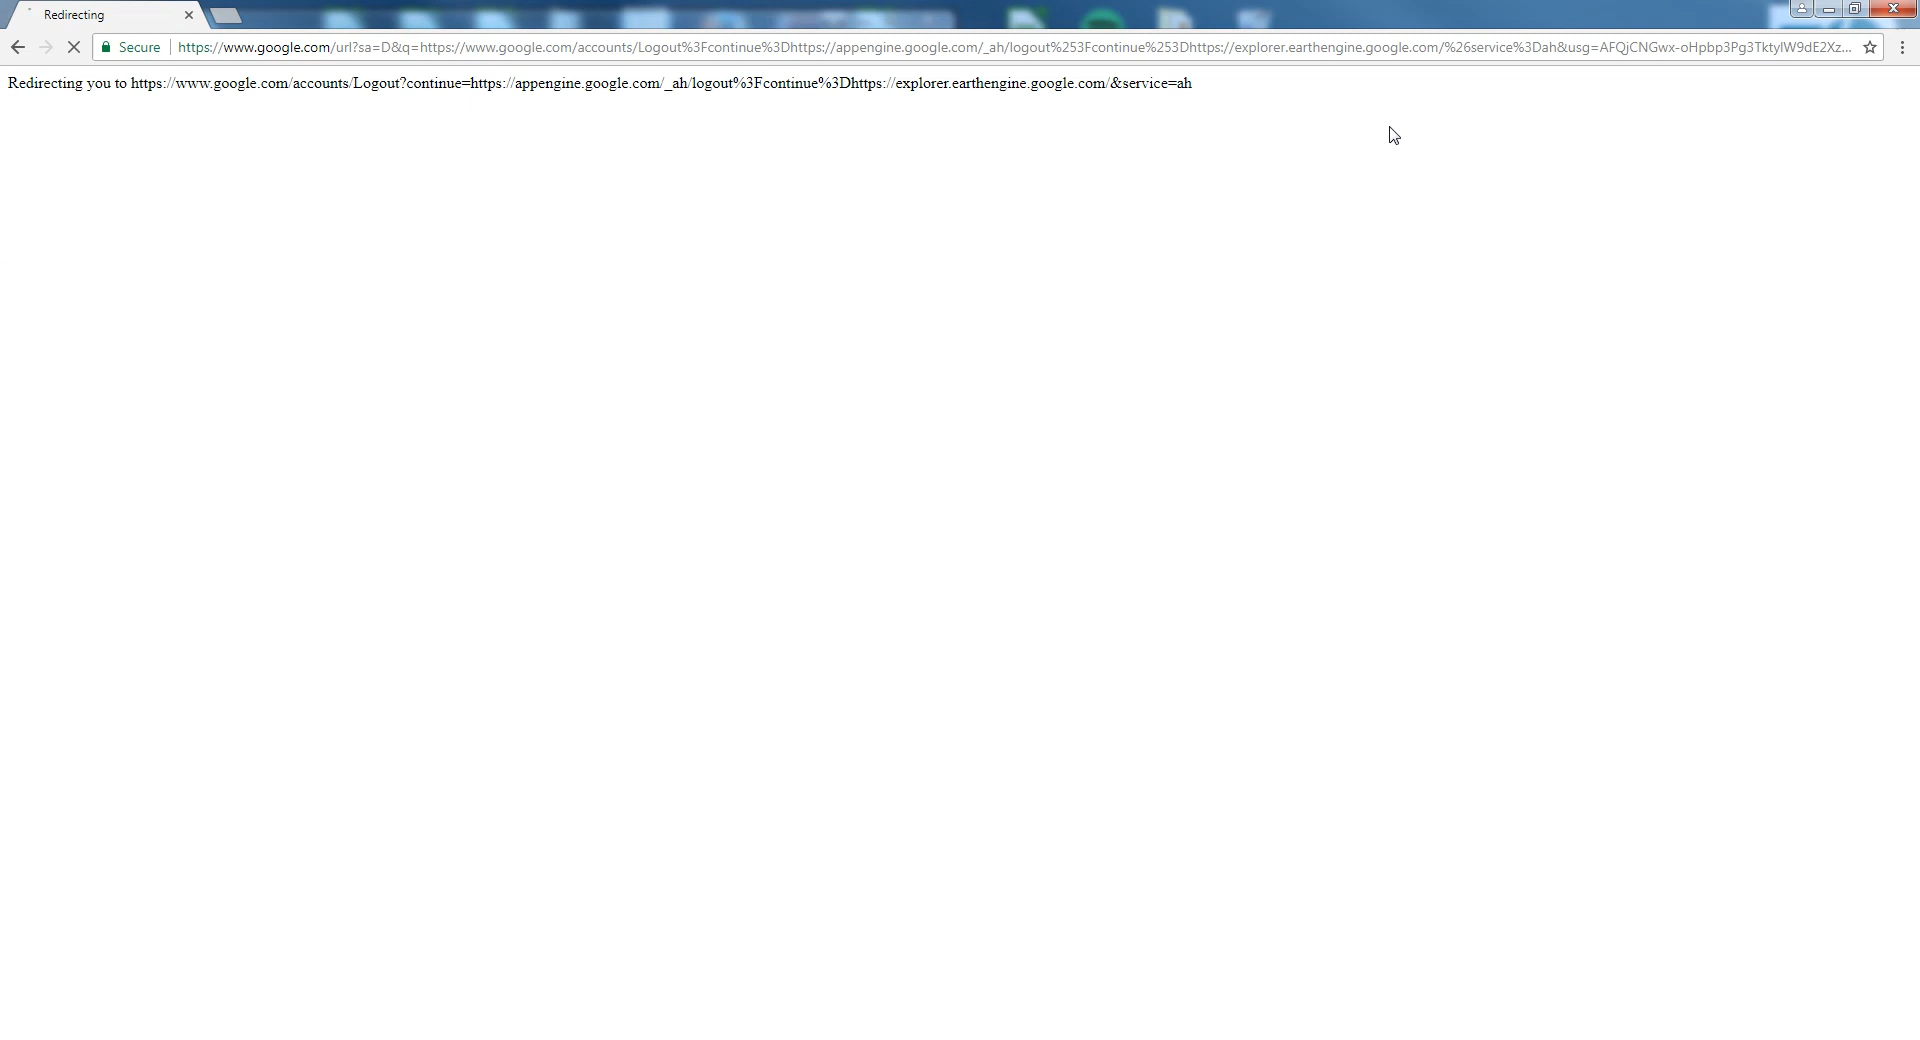 Redirecting
Secure https://www.google.com/url?sa=D&q=https://www.google.com/accounts/Logout%3Fcontinue%3Dhttps://appengine.google.com/_ah/logout%253Fcontinue%253Dhttps://explorer.earthengine.google.com/%26service%3Dah&usg=AFQjCNGwx-oHpbp3Pg3TktylW9dE2Xz...
Redirecting you to https://www.google.com/accounts/Logout?continue=https://appengine.google.com/_ah/logout%3Fcontinue%3Dhttps://explorer.earthengine.google.com/&service=ah